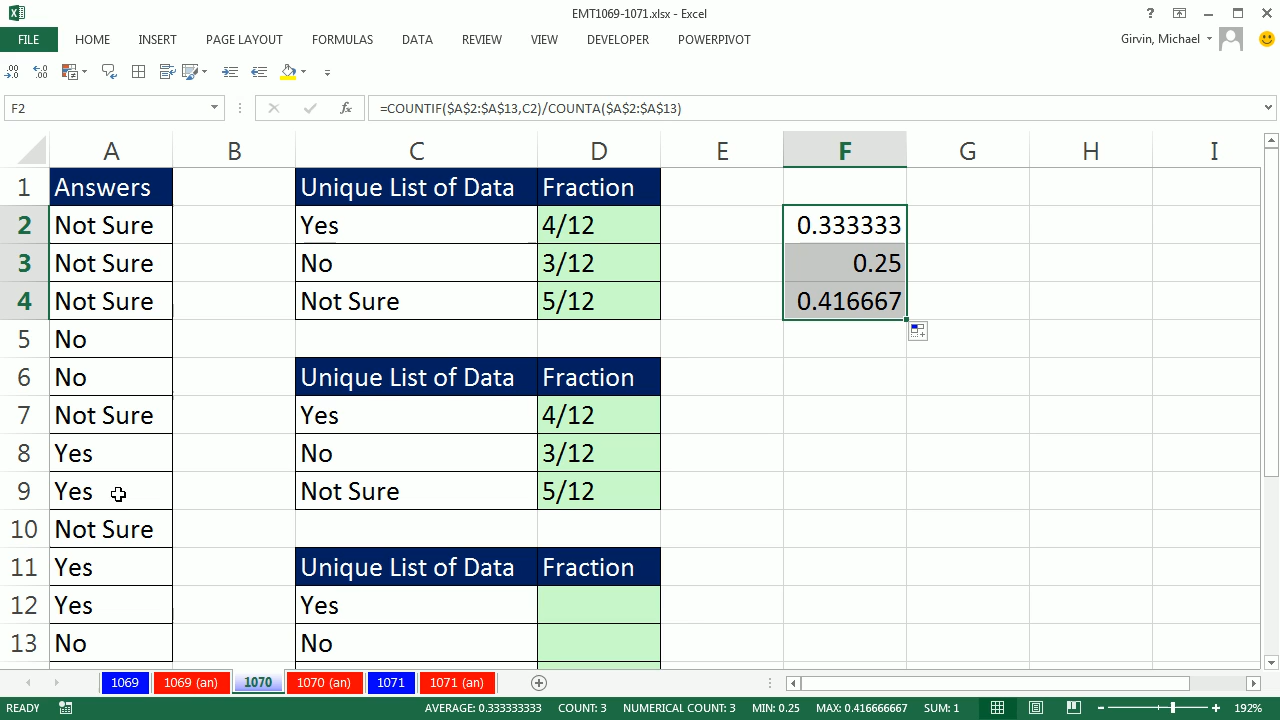 EMT1069-1071.xlsx - Excel
FILE HOME INSERT PAGE LAYOUT FORMULAS DATA REVIEW VIEW DEVELOPER POWERPIVOT Girvin, Michael
F2 =COUNTIF($A$2:$A$13,C2)/COUNTA($A$2:$A$13)
A B C D E F G H I
1 Answers Unique List of Data Fraction
2 Not Sure Yes 4/12 0.333333
3 Not Sure No 3/12 0.25
4 Not Sure Not Sure 5/12 0.416667
5 No
6 No Unique List of Data Fraction
7 Not Sure Yes 4/12
8 Yes No 3/12
9 Yes Not Sure 5/12
10 Not Sure
11 Yes Unique List of Data Fraction
12 Yes Yes
13 No No
1069 1069 (an) 1070 1070 (an) 1071 1071 (an)
READY AVERAGE: 0.333333333 COUNT: 3 NUMERICAL COUNT: 3 MIN: 0.25 MAX: 0.416666667 SUM: 1 192%